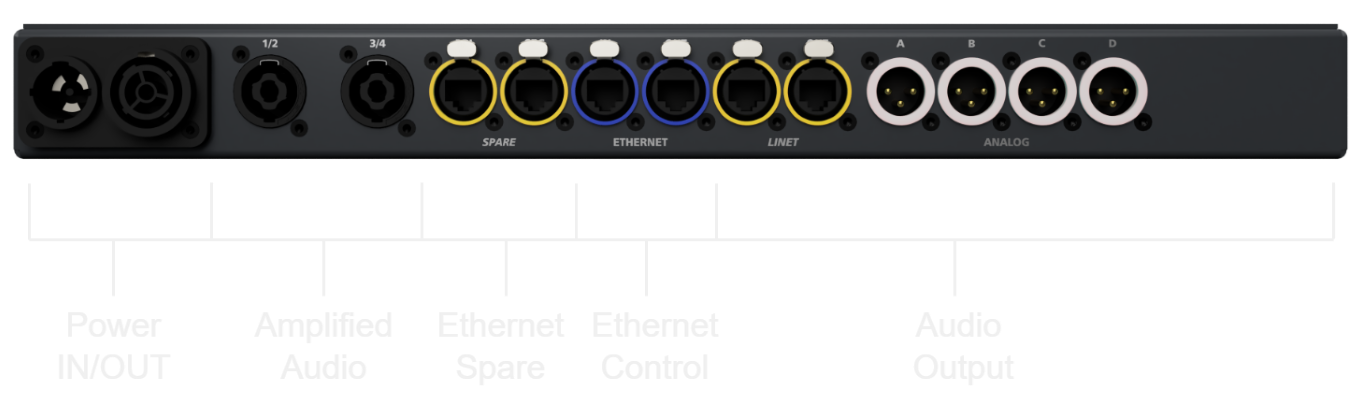 1/2 3/4 A B C D
SPARE ETHERNET LINET ANALOG
Power IN/OUT
Amplified Audio
Ethernet Spare
Ethernet Control
Audio Output